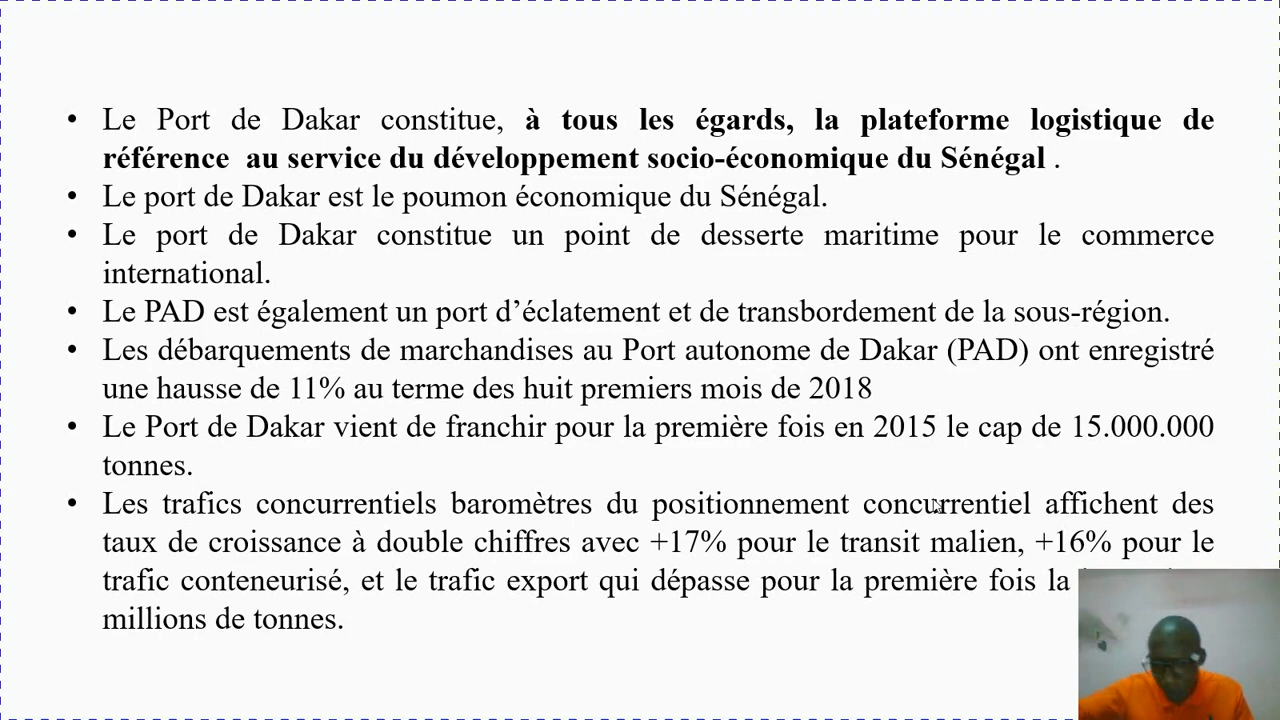 • Le Port de Dakar constitue, à tous les égards, la plateforme logistique de
référence au service du développement socio-économique du Sénégal .
• Le port de Dakar est le poumon économique du Sénégal.
• Le port de Dakar constitue un point de desserte maritime pour le commerce
international.
• Le PAD est également un port d’éclatement et de transbordement de la sous-région.
• Les débarquements de marchandises au Port autonome de Dakar (PAD) ont enregistré
une hausse de 11% au terme des huit premiers mois de 2018
• Le Port de Dakar vient de franchir pour la première fois en 2015 le cap de 15.000.000
tonnes.
• Les trafics concurrentiels baromètres du positionnement concurrentiel affichent des
taux de croissance à double chiffres avec +17% pour le transit malien, +16% pour le
trafic conteneurisé, et le trafic export qui dépasse pour la première fois la
millions de tonnes.